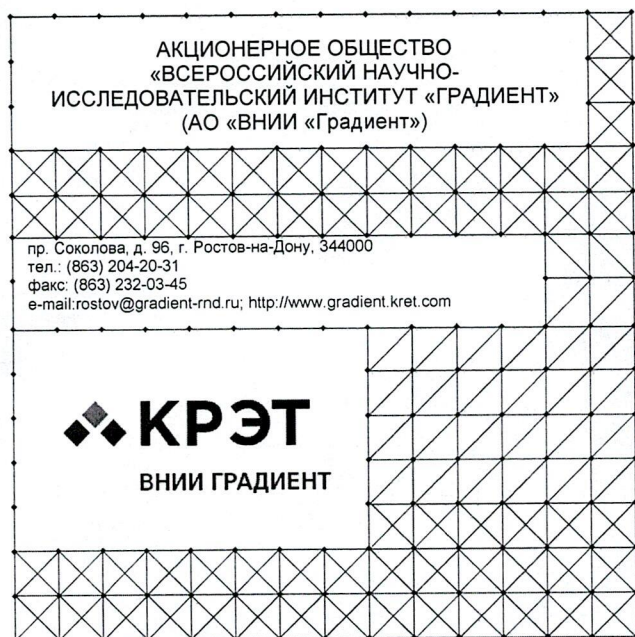 АКЦИОНЕРНОЕ ОБЩЕСТВО
«ВСЕРОССИЙСКИЙ НАУЧНО-
ИССЛЕДОВАТЕЛЬСКИЙ ИНСТИТУТ «ГРАДИЕНТ»
(АО «ВНИИ «Градиент»)
пр. Соколова, д. 96, г. Ростов-на-Дону, 344000
тел.: (863) 204-20-31
факс: (863) 232-03-45
e-mail:rostov@gradient-rnd.ru; http://www.gradient.kret.com
КРЭТ
ВНИИ ГРАДИЕНТ